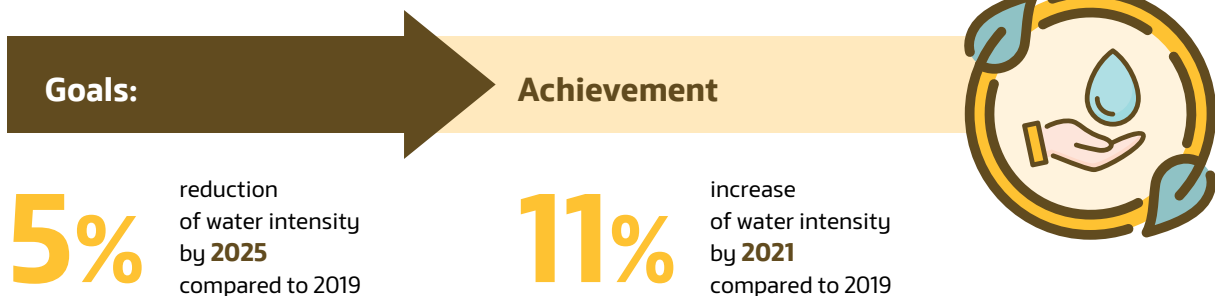 Goals:
Achievement
5%
reduction
of water intensity
by 2025
compared to 2019
11%
increase
of water intensity
by 2021
compared to 2019